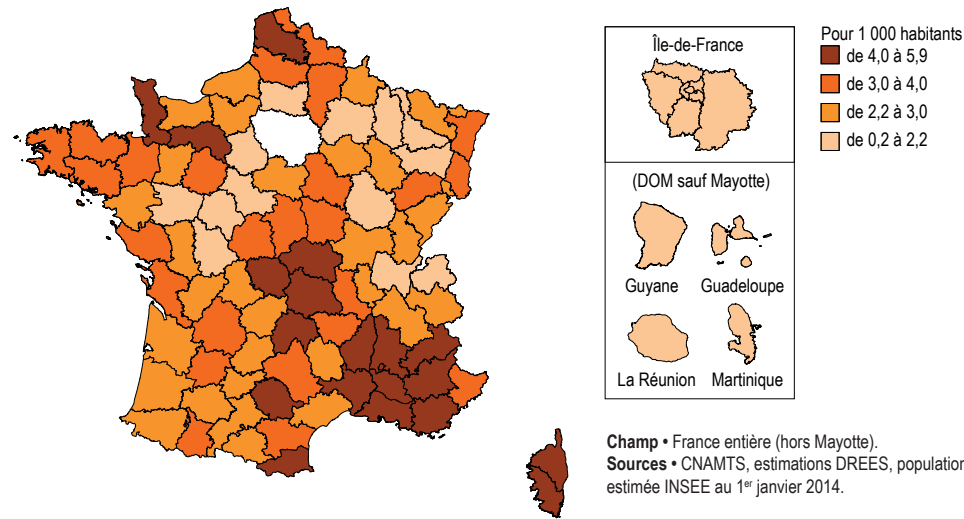 Île-de-France
(DOM sauf Mayotte)
Guyane
Guadeloupe
La Réunion
Martinique
Pour 1 000 habitants
de 4,0 à 5,9
de 3,0 à 4,0
de 2,2 à 3,0
de 0,2 à 2,2
Champ • France entière (hors Mayotte).
Sources • CNAMTS, estimations DREES, population
estimée INSEE au 1er janvier 2014.